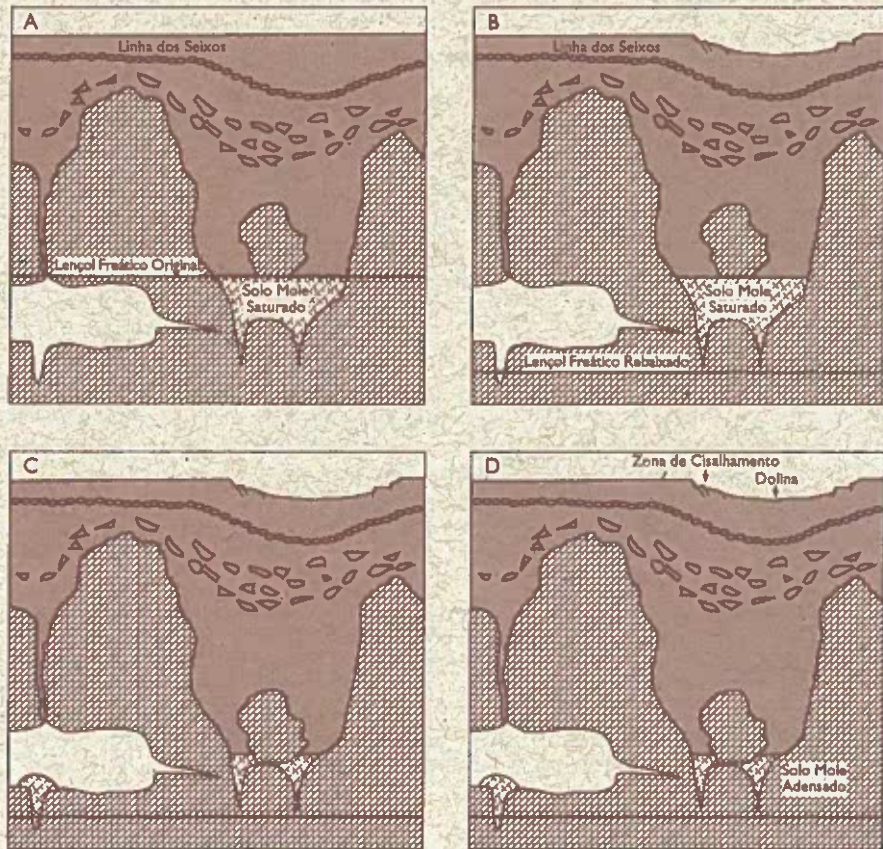 A
Linha dos Seixos
Lençol Freático Original
Solo Mole
Saturado
B
Linha dos Seixos
Solo Mole
Saturado
Lençol Freático Rebaixado
C
D
Zona de Cisalhamento
Dolina
Solo Mole
Adensado